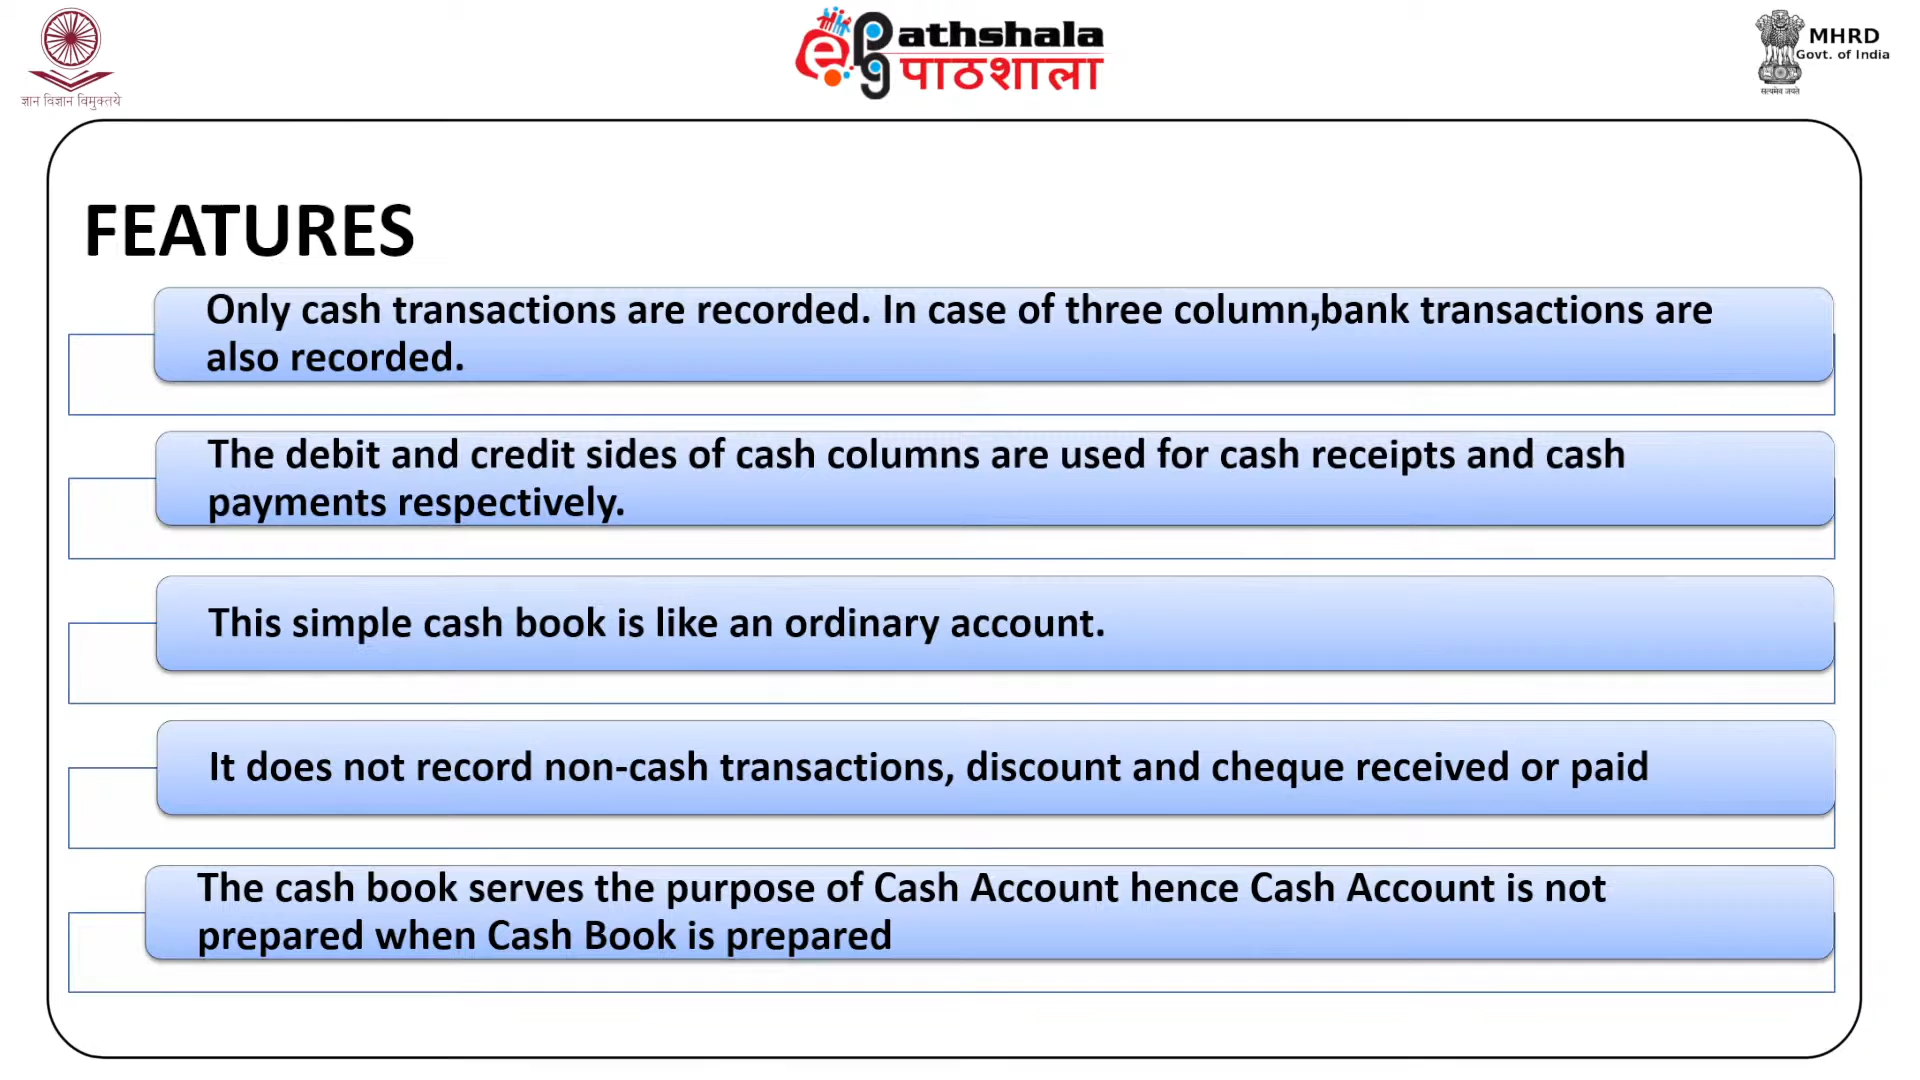 ज्ञान विज्ञान विमुक्तये
e PG athshala
पाठशाला
MHRD
Govt. of India
सत्यमेव जयते
FEATURES
Only cash transactions are recorded. In case of three column,bank transactions are
also recorded.
The debit and credit sides of cash columns are used for cash receipts and cash
payments respectively.
This simple cash book is like an ordinary account.
It does not record non-cash transactions, discount and cheque received or paid
The cash book serves the purpose of Cash Account hence Cash Account is not
prepared when Cash Book is prepared